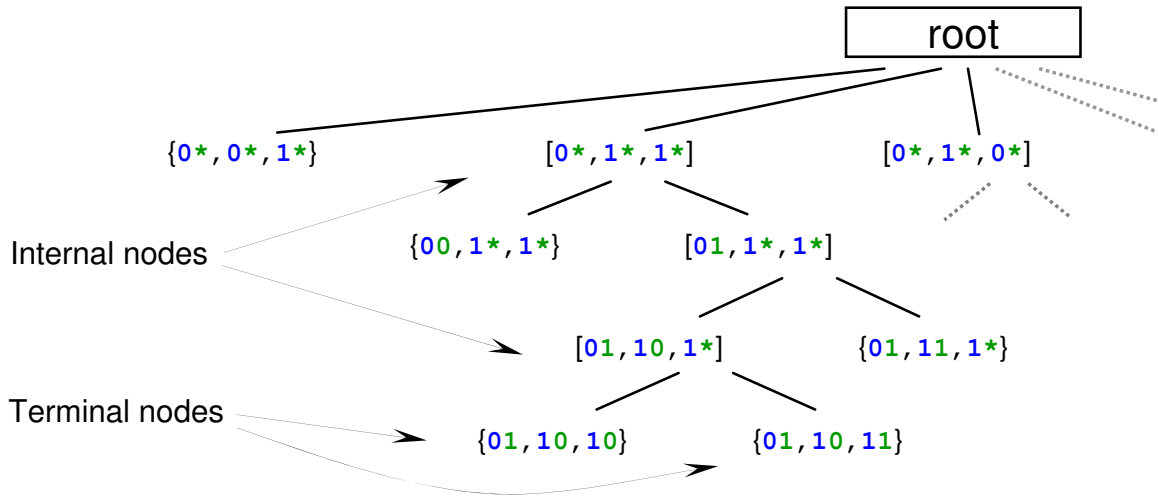 root
{0*,0*,1*} [0*,1*,1*] [0*,1*,0*]
Internal nodes {00,1*,1*} [01,1*,1*]
[01,10,1*] {01,11,1*}
Terminal nodes
{01,10,10} {01,10,11}